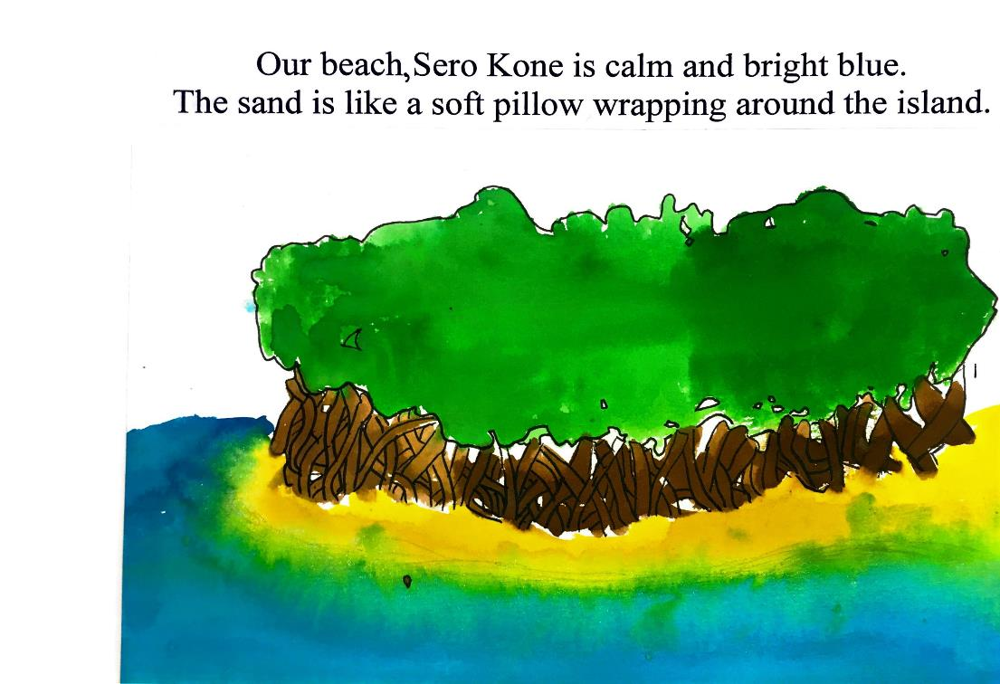 Our beach,Sero Kone is calm and bright blue.
The sand is like a soft pillow wrapping around the island.